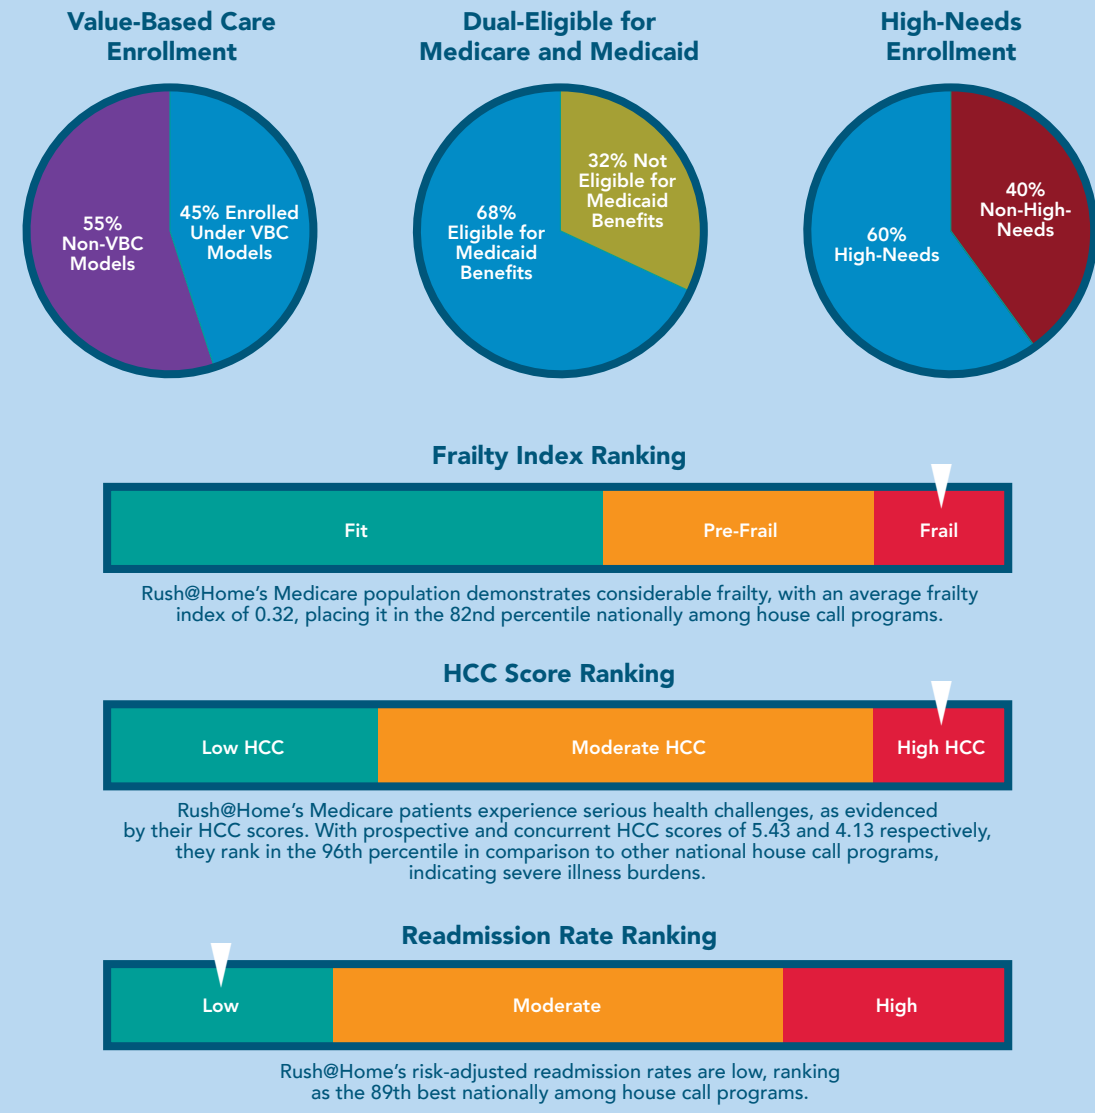 Value-Based Care
Enrollment
Dual-Eligible for
Medicare and Medicaid
High-Needs
Enrollment
55%
Non-VBC
Models
45% Enrolled
Under VBC
Models
68%
Eligible for
Medicaid
Benefits
32% Not
Eligible for
Medicaid
Benefits
60%
High-Needs
40%
Non-High-
Needs
Frailty Index Ranking
Fit
Pre-Frail
Frail
Rush@Home's Medicare population demonstrates considerable frailty, with an average frailty
index of 0.32, placing it in the 82nd percentile nationally among house call programs.
HCC Score Ranking
Low HCC
Moderate HCC
High HCC
Rush@Home's Medicare patients experience serious health challenges, as evidenced
by their HCC scores. With prospective and concurrent HCC scores of 5.43 and 4.13 respectively,
they rank in the 96th percentile in comparison to other national house call programs,
indicating severe illness burdens.
Readmission Rate Ranking
Low
Moderate
High
Rush@Home's risk-adjusted readmission rates are low, ranking
as the 89th best nationally among house call programs.